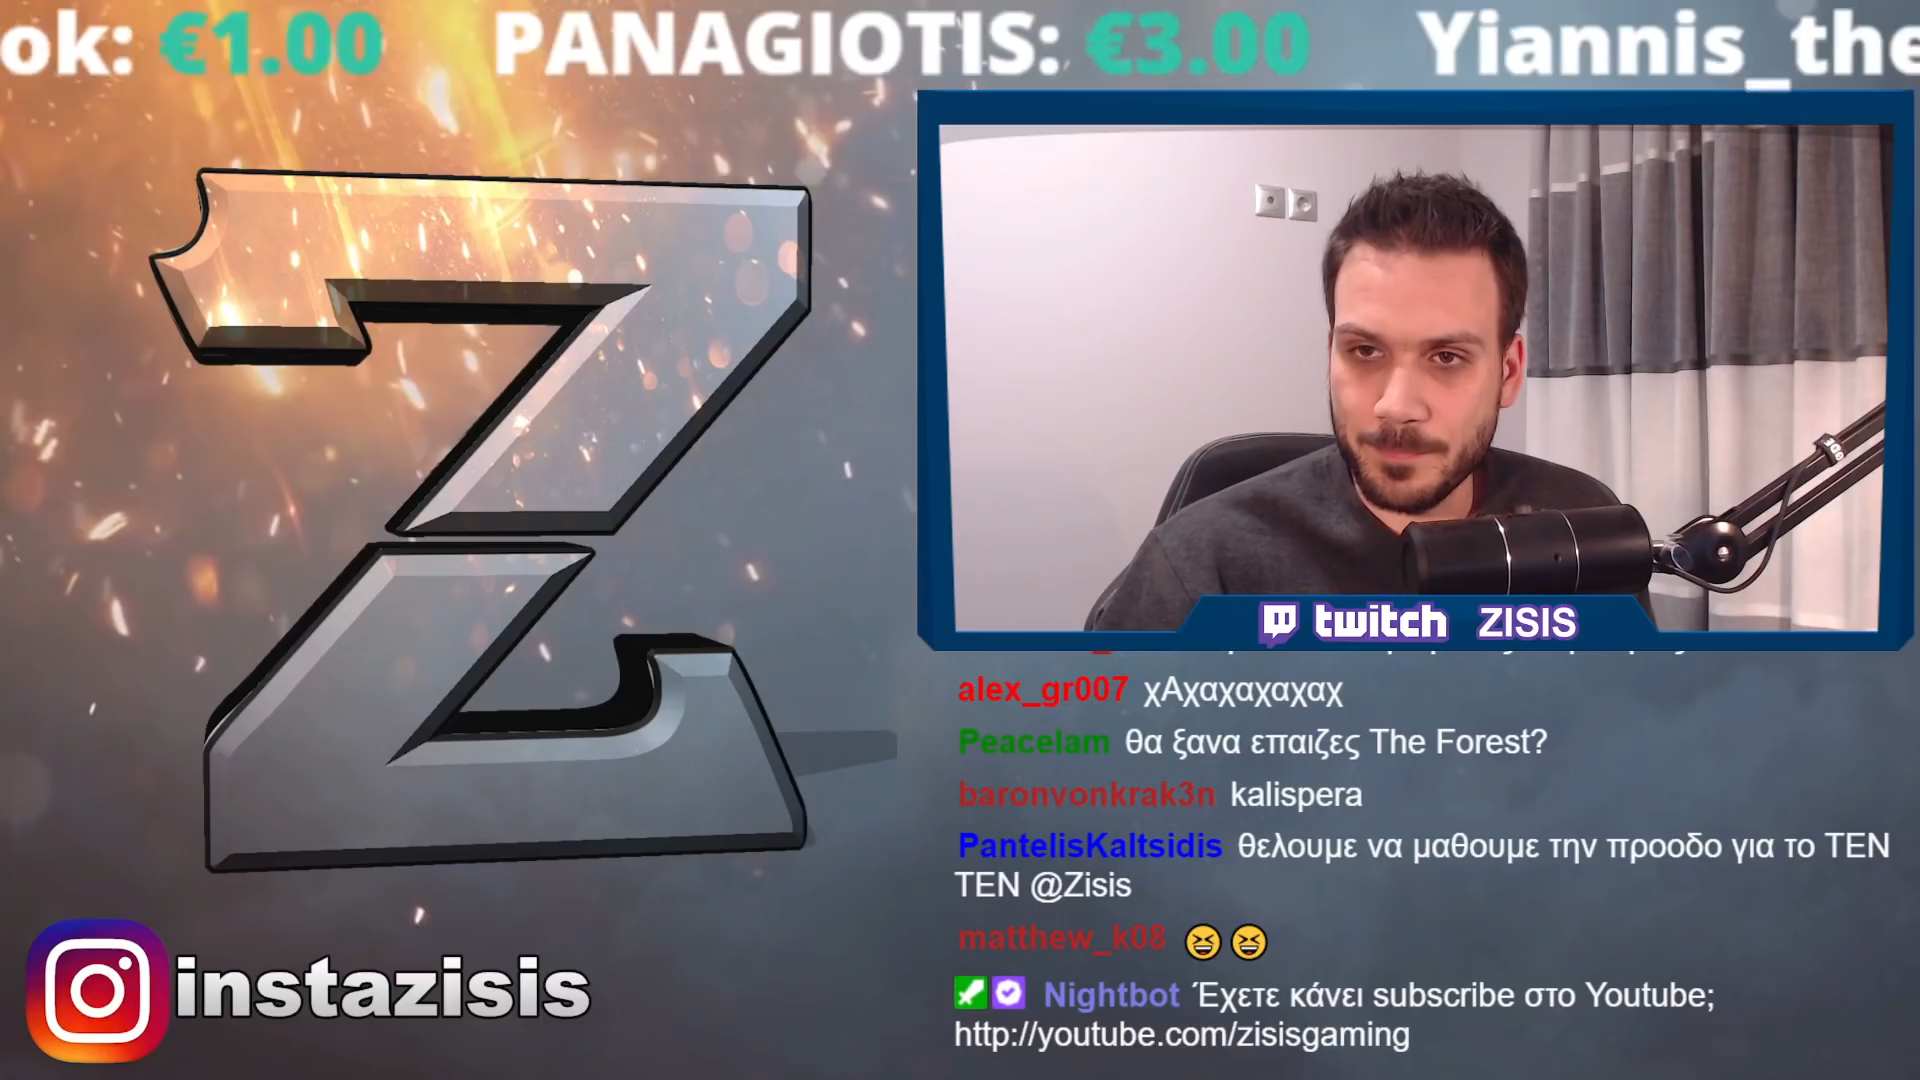 ok: €1.00 PANAGIOTIS: €3.00 Yiannis_the
twitch ZISIS
alex_gr007 χΑχαχαχαχαχ
Peacelam θα ξανα επαιζες The Forest?
baronvonkrak3n kalispera
PantelisKaltsidis θελουμε να μαθουμε την προοδο για το TEN
TEN @Zisis
matthew_k08 😆 😆
Nightbot Έχετε κάνει subscribe στο Youtube;
http://youtube.com/zisisgaming
instazisis